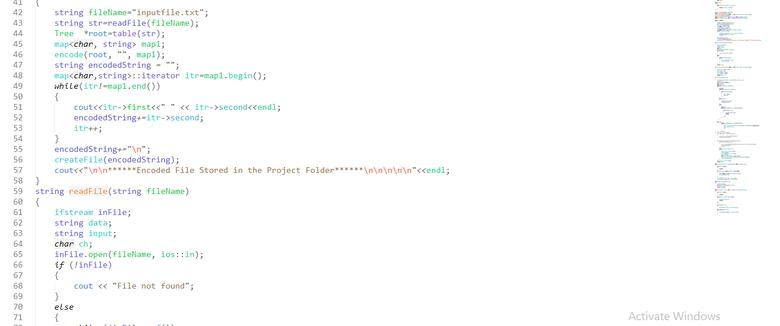 41 {
42 string fileName="inputfile.txt";
43 string str=readFile(fileName);
44 Tree *root=table(str);
45 map<char, string> map1;
46 encode(root, "", map1);
47 string encodedString = "";
48 map<char,string>::iterator itr=map1.begin();
49 while(itr!=map1.end())
50 {
51 cout<<itr->first<<" " << itr->second<<endl;
52 encodedString+=itr->second;
53 itr++;
54 }
55 encodedString+="\n";
56 createFile(encodedString);
57 cout<<"\n\n******Encoded File Stored in the Project Folder******\n\n\n\n\n"<<endl;
58 }
59 string readFile(string fileName)
60 {
61 ifstream inFile;
62 string data;
63 string input;
64 char ch;
65 inFile.open(fileName, ios::in);
66 if (!inFile)
67 {
68 cout << "File not found";
69 }
70 else
71 {
Activate Windows